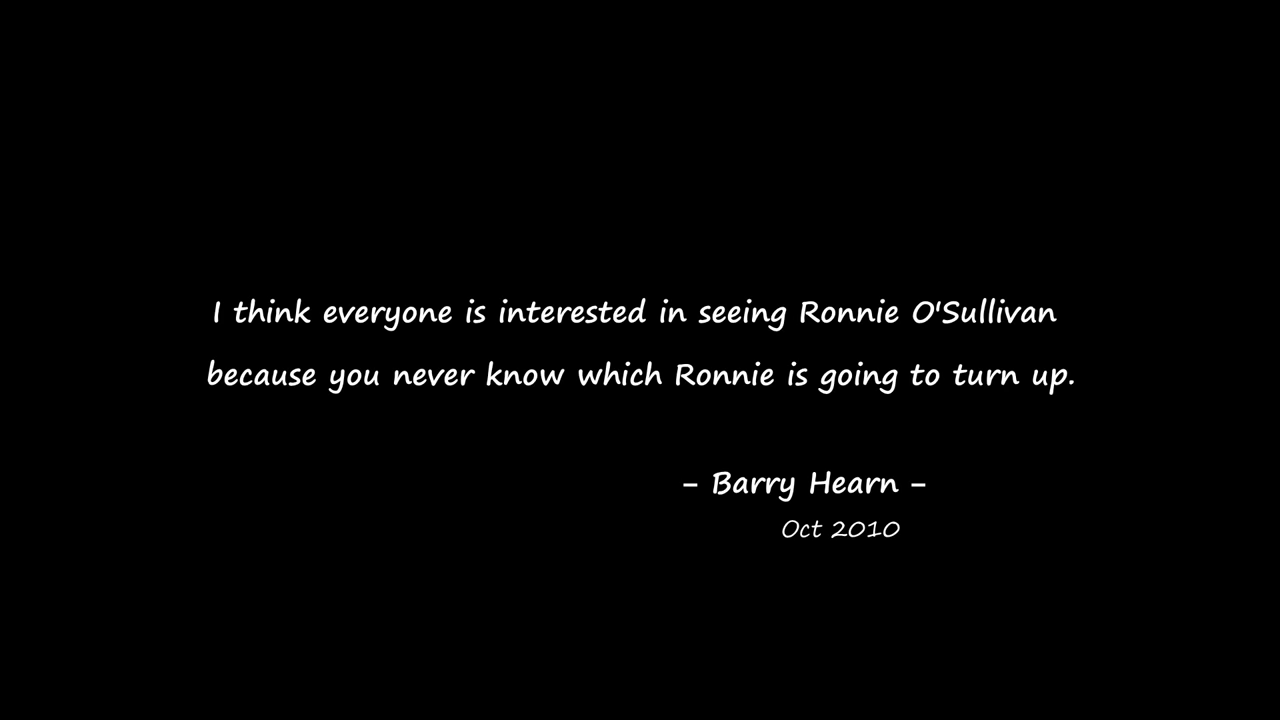 I think everyone is interested in seeing Ronnie O'Sullivan
because you never know which Ronnie is going to turn up.
– Barry Hearn –
Oct 2010